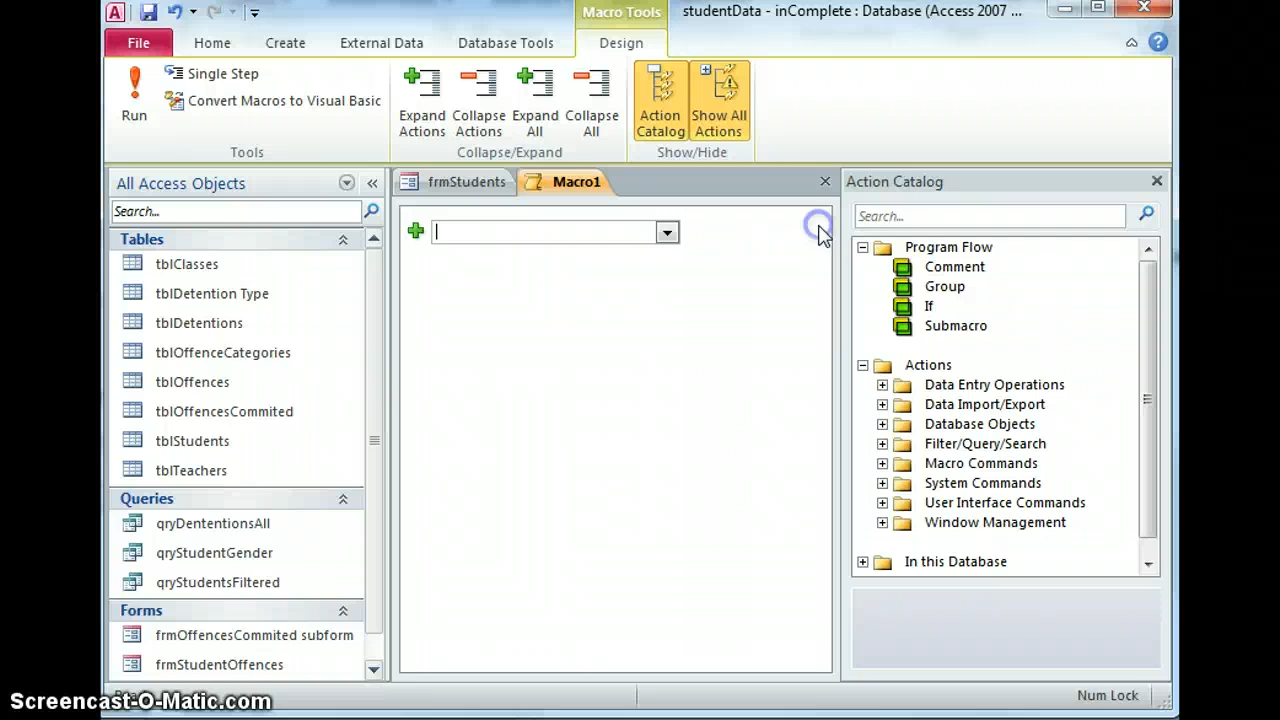 Macro Tools
studentData - inComplete : Database (Access 2007 ...
File
Home
Create
External Data
Database Tools
Design
Run
Single Step
Convert Macros to Visual Basic
Tools
Expand Actions
Collapse Actions
Expand All
Collapse All
Collapse/Expand
Action Catalog
Show All Actions
Show/Hide
All Access Objects
Search...
Tables
tblClasses
tblDetention Type
tblDetentions
tblOffenceCategories
tblOffences
tblOffencesCommited
tblStudents
tblTeachers
Queries
qryDententionsAll
qryStudentGender
qryStudentsFiltered
Forms
frmOffencesCommited subform
frmStudentOffences
frmStudents
Macro1
Action Catalog
Search...
Program Flow
Comment
Group
If
Submacro
Actions
Data Entry Operations
Data Import/Export
Database Objects
Filter/Query/Search
Macro Commands
System Commands
User Interface Commands
Window Management
In this Database
Num Lock
Screencast-O-Matic.com